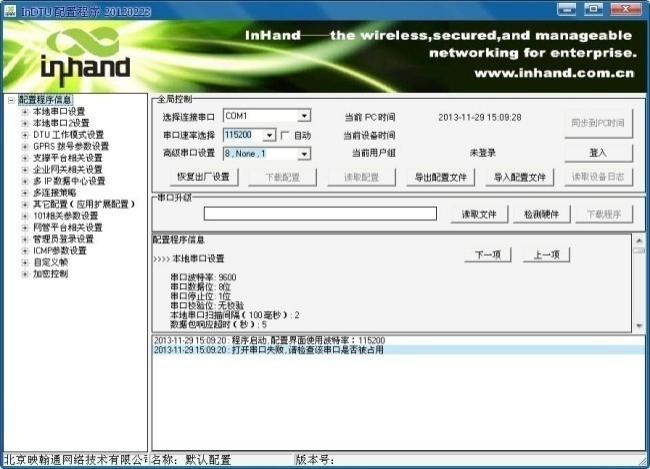 InDTU 配置程序 20120223
InHand——the wireless,secured,and manageable
networking for enterprise.
www.inhand.com.cn
inhand
配置程序信息
本地串口设置
本地串口2设置
DTU 工作模式设置
GPRS 拨号参数设置
支撑平台相关设置
企业网关相关设置
多 IP 数据中心设置
多连接策略
其它配置(应用扩展配置)
101相关参数设置
网管平台相关设置
管理员登录设置
ICMP参数设置
自定义帧
加密控制
全局控制
选择连接串口 COM1 当前 PC时间 2013-11-29 15:09:28 同步到PC时间
串口速率选择 115200 自动 当前设备时间
高级串口设置 8,None,1 当前用户组 未登录 登入
恢复出厂设置 下载配置 读取配置 导出配置文件 导入配置文件 读取设备日志
串口升级
读取文件 检测硬件 下载程序
配置程序信息
>>>> 本地串口设置 下一项 上一项
串口波特率: 9600
串口数据位: 8位
串口停止位: 1位
串口校验位: 无校验
本地串口扫描间隔(100毫秒): 2
数据包响应超时(秒): 5
2013-11-29 15:09:20 : 程序启动,配置界面使用波特率: 115200
2013-11-29 15:09:20 : 打开串口失败,请检查该串口是否被占用
北京映翰通网络技术有限公司 名称: 默认配置 版本号: